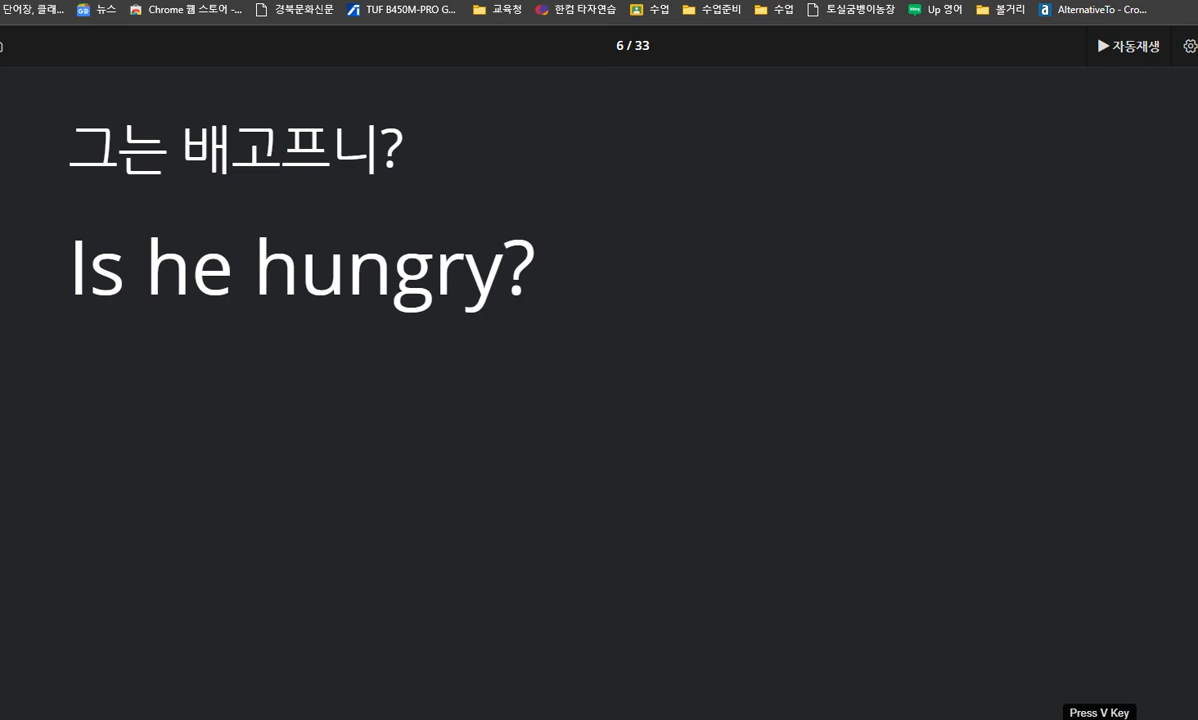 단어장, 클래... 뉴스 Chrome 웹 스토어 -... 경북문화신문 TUF B450M-PRO G... 교육청 한컴 타자연습 수업 수업준비 수업 토실굼벵이농장 Up 영어 볼거리 AlternativeTo - Cro...
6 / 33 자동재생
그는 배고프니?
Is he hungry?
Press V Key